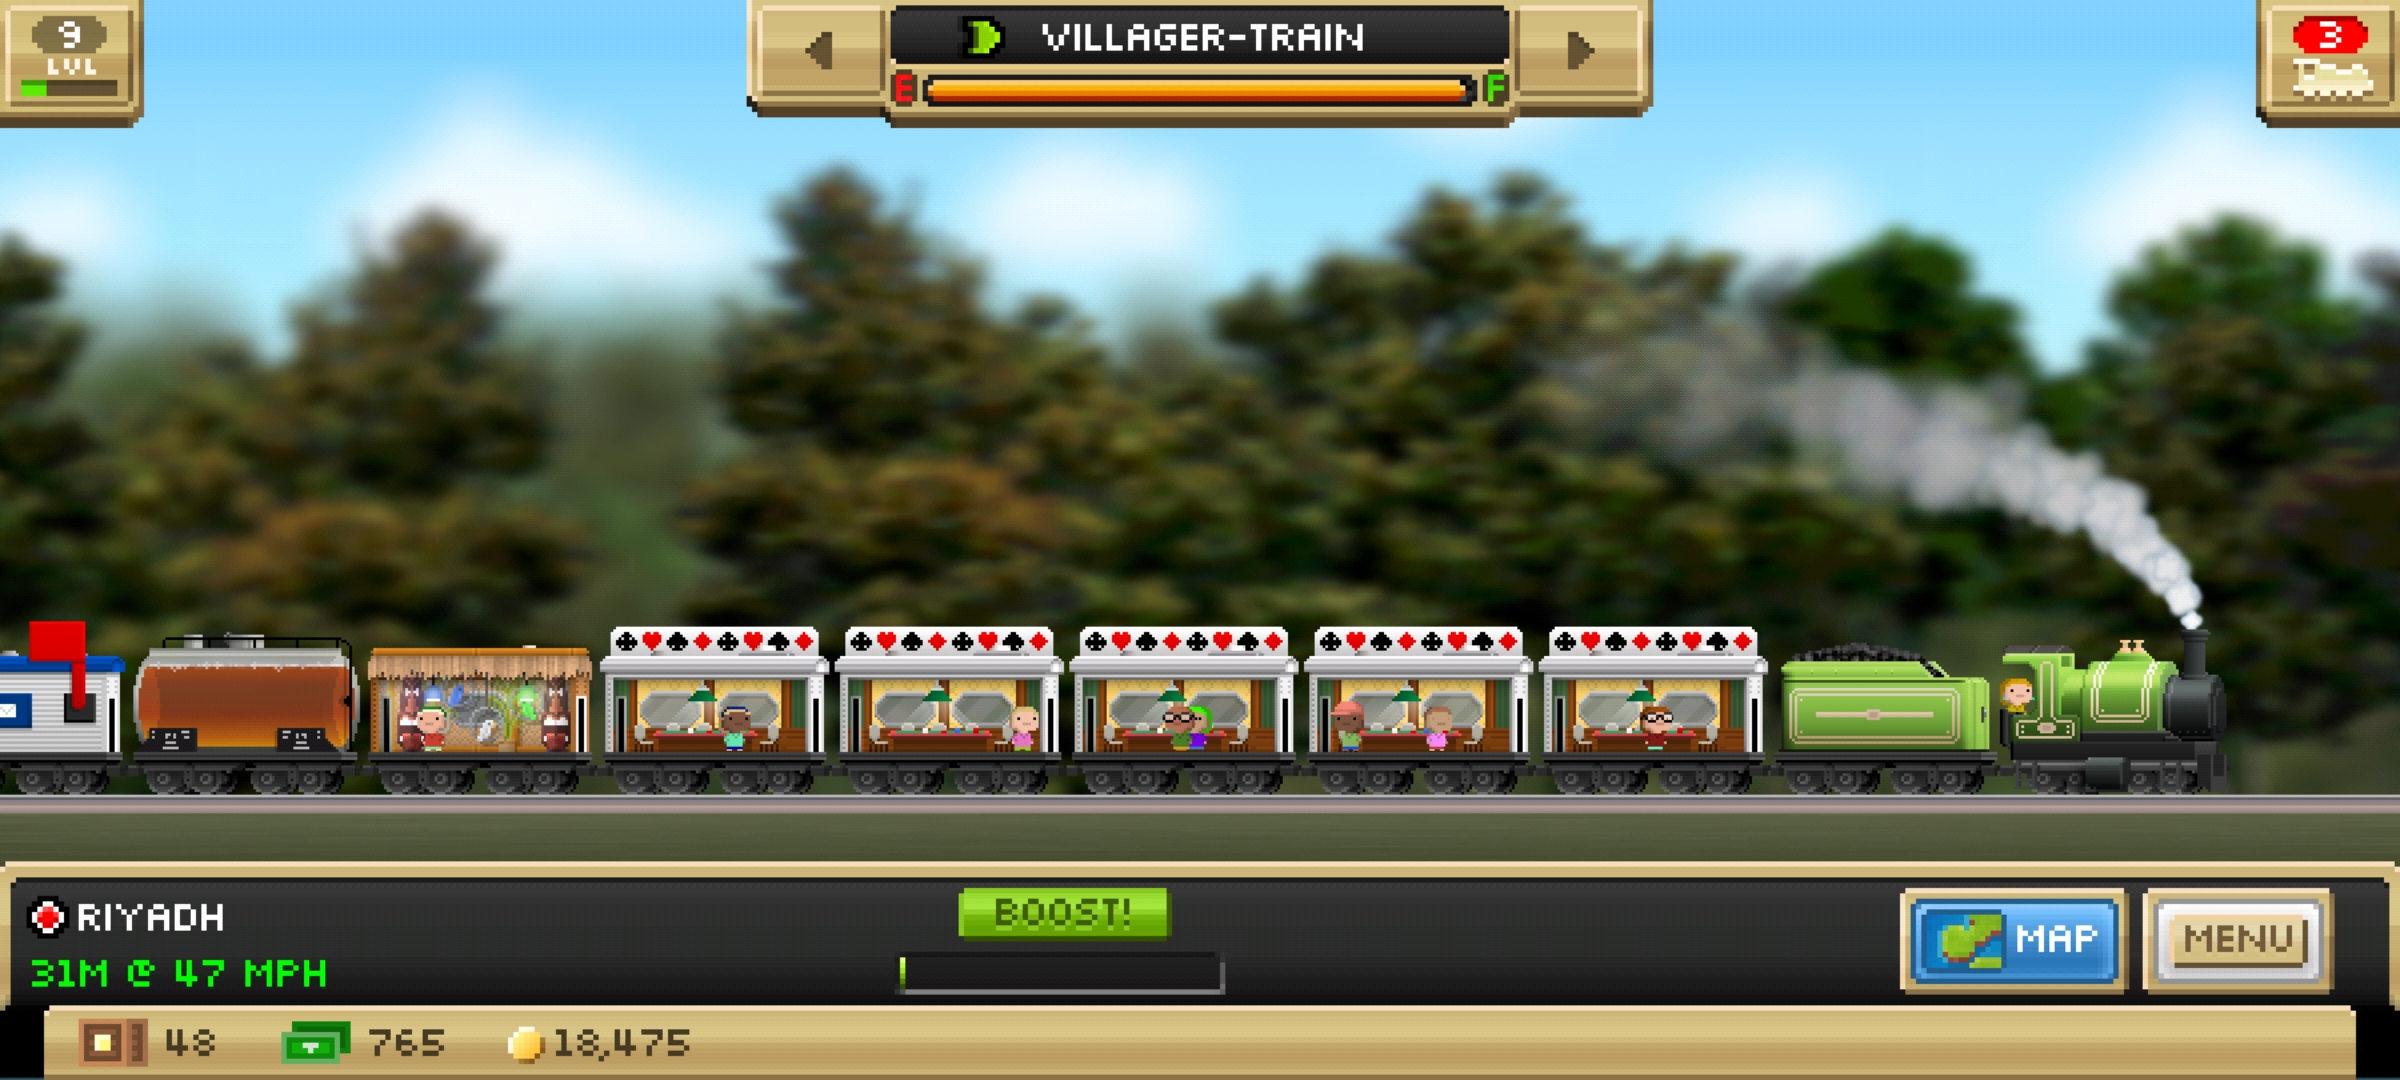 9
LVL
VILLAGER-TRAIN
E F
3
RIYADH
31M @ 47 MPH
BOOST!
MAP
MENU
48
765
18,475